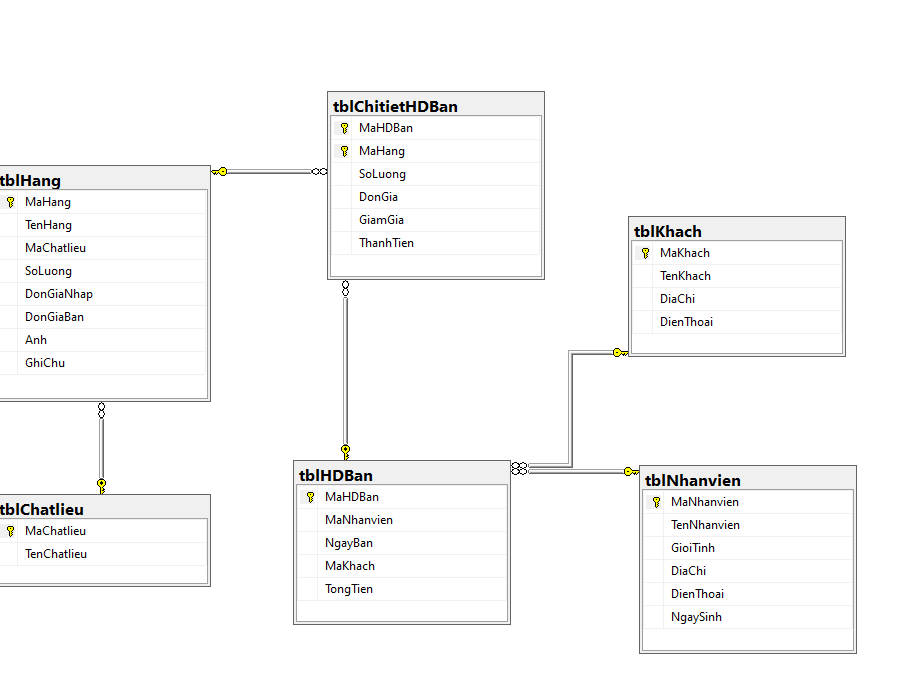 tblChitietHDBan
MaHDBan
MaHang
SoLuong
DonGia
GiamGia
ThanhTien
tblHang
MaHang
TenHang
MaChatlieu
SoLuong
DonGiaNhap
DonGiaBan
Anh
GhiChu
tblKhach
MaKhach
TenKhach
DiaChi
DienThoai
tblChatlieu
MaChatlieu
TenChatlieu
tblHDBan
MaHDBan
MaNhanvien
NgayBan
MaKhach
TongTien
tblNhanvien
MaNhanvien
TenNhanvien
GioiTinh
DiaChi
DienThoai
NgaySinh